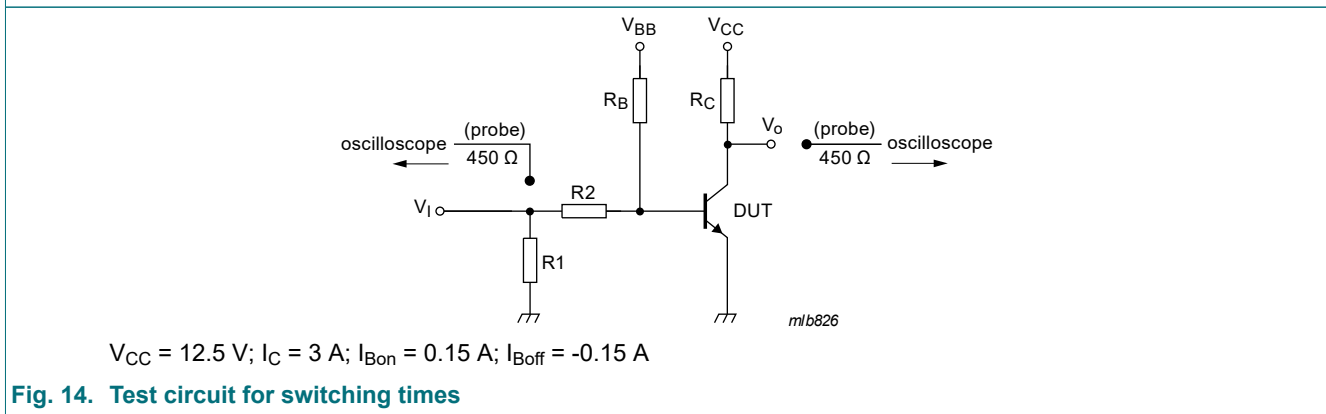 VBB
VCC
RB
RC
Vo
(probe)
(probe)
oscilloscope
oscilloscope
450 Ω
450 Ω
R2
VI
DUT
R1
mlb826
VCC = 12.5 V; IC = 3 A; IBon = 0.15 A; IBoff = -0.15 A
Fig. 14. Test circuit for switching times